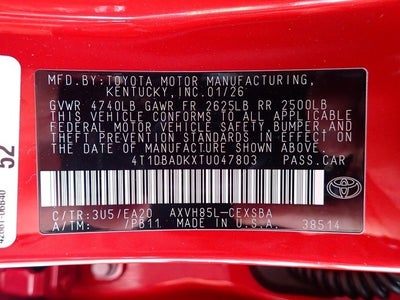 MFD.BY:TOYOTA MOTOR MANUFACTURING,
KENTUCKY,INC.01/26
GVWR 4740LB GAWR FR 2625LB RR 2500LB
THIS VEHICLE CONFORMS TO ALL APPLICABLE
FEDERAL MOTOR VEHICLE SAFETY,BUMPER,AND
THEFT PREVENTION STANDARDS IN EFFECT ON
THE DATE OF MANUFACTURE SHOWN ABOVE.
4T1DBADKXTU047803 PASS.CAR
C/TR:3U5/EA20 AXVH85L-CEXSBA
A/TM: /PB11 MADE IN U.S.A. 38514
TOYOTA
52